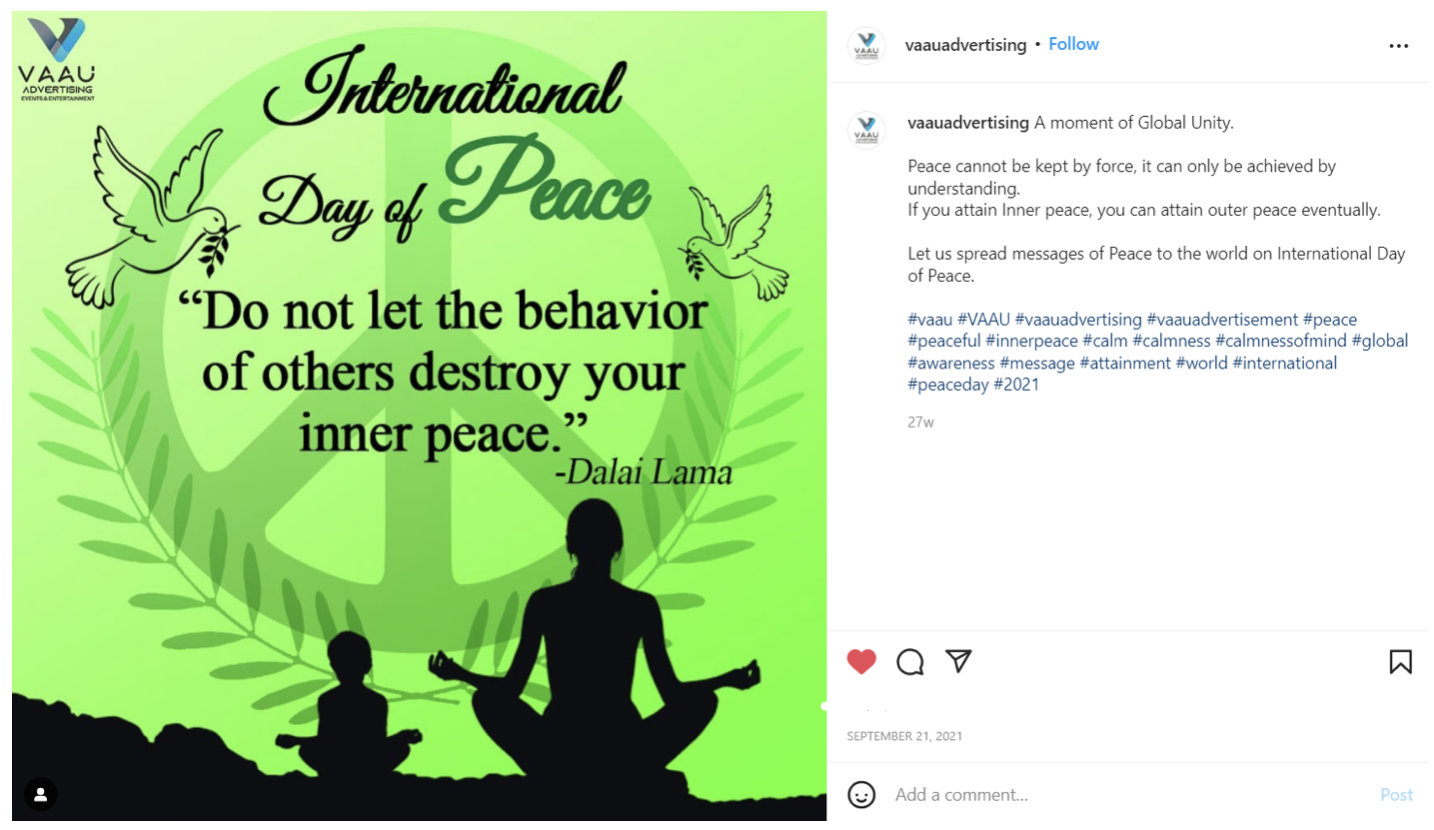 VAAU
ADVERTISING
EVENTS & ENTERTAINMENT
International
Day of Peace
“Do not let the behavior
of others destroy your
inner peace.”
-Dalai Lama
vaauadvertising • Follow
vaauadvertising A moment of Global Unity.
Peace cannot be kept by force, it can only be achieved by
understanding.
If you attain Inner peace, you can attain outer peace eventually.
Let us spread messages of Peace to the world on International Day
of Peace.
#vaau #VAAU #vaauadvertising #vaauadvertisement #peace
#peaceful #innerpeace #calm #calmness #calmnessofmind #global
#awareness #message #attainment #world #international
#peaceday #2021
27w
SEPTEMBER 21, 2021
Add a comment...
Post